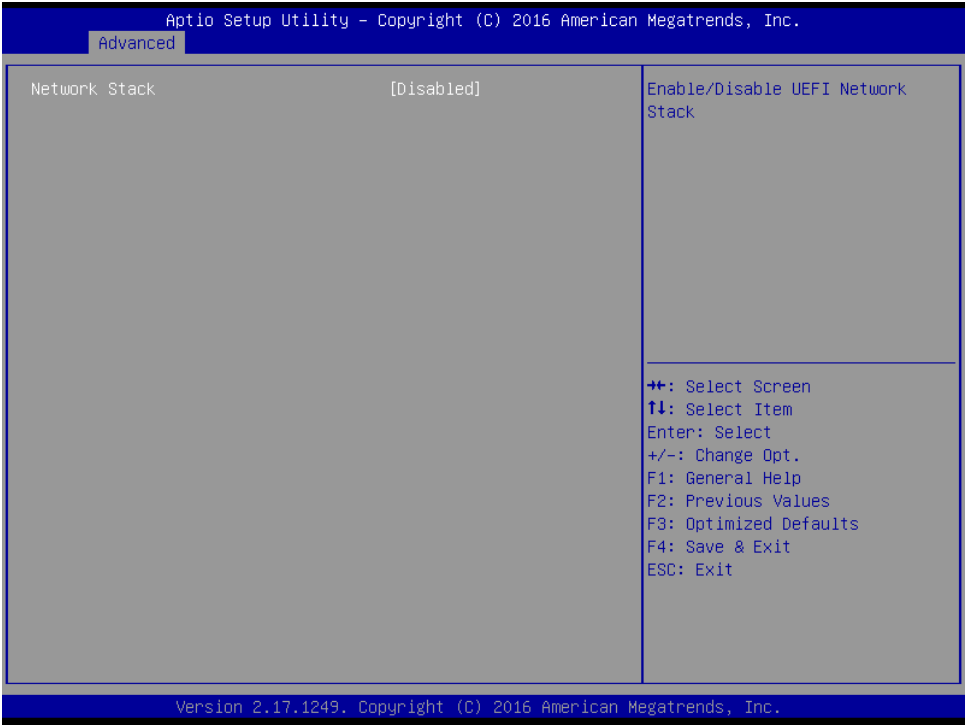 Aptio Setup Utility – Copyright (C) 2016 American Megatrends, Inc.
Advanced
Network Stack [Disabled]
Enable/Disable UEFI Network
Stack
→←: Select Screen
↑↓: Select Item
Enter: Select
+/-: Change Opt.
F1: General Help
F2: Previous Values
F3: Optimized Defaults
F4: Save & Exit
ESC: Exit
Version 2.17.1249. Copyright (C) 2016 American Megatrends, Inc.